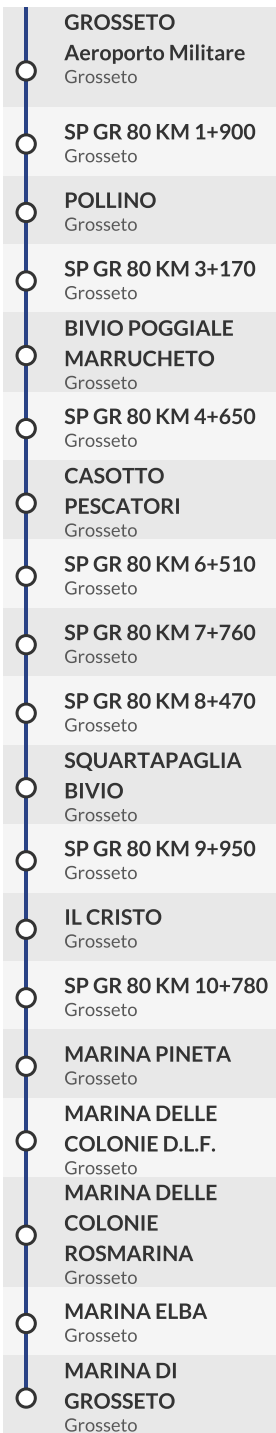 GROSSETO
Aeroporto Militare
Grosseto
SP GR 80 KM 1+900
Grosseto
POLLINO
Grosseto
SP GR 80 KM 3+170
Grosseto
BIVIO POGGIALE
MARRUCHETO
Grosseto
SP GR 80 KM 4+650
Grosseto
CASOTTO
PESCATORI
Grosseto
SP GR 80 KM 6+510
Grosseto
SP GR 80 KM 7+760
Grosseto
SP GR 80 KM 8+470
Grosseto
SQUARTAPAGLIA
BIVIO
Grosseto
SP GR 80 KM 9+950
Grosseto
IL CRISTO
Grosseto
SP GR 80 KM 10+780
Grosseto
MARINA PINETA
Grosseto
MARINA DELLE
COLONIE D.L.F.
Grosseto
MARINA DELLE
COLONIE
ROSMARINA
Grosseto
MARINA ELBA
Grosseto
MARINA DI
GROSSETO
Grosseto